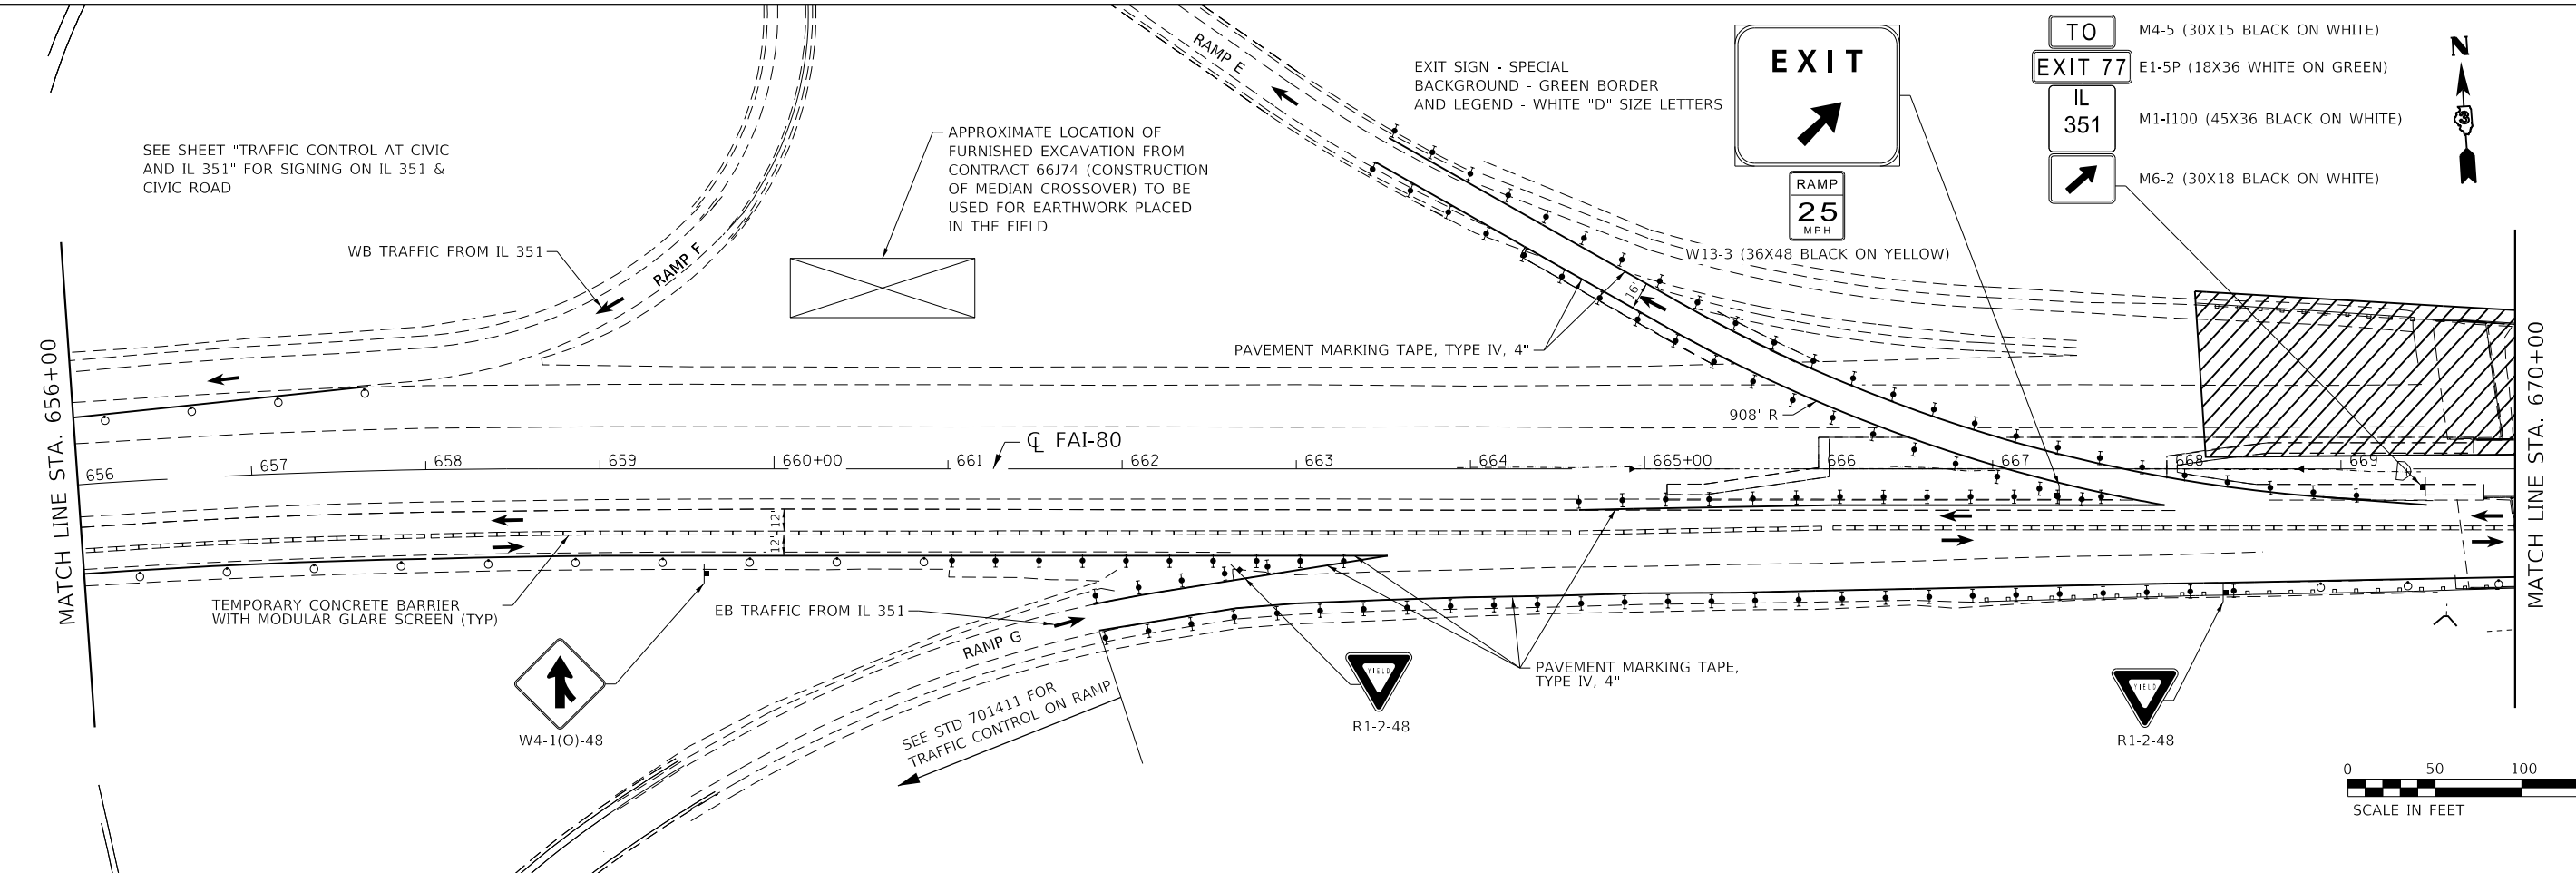 SEE SHEET "TRAFFIC CONTROL AT CIVIC
AND IL 351" FOR SIGNING ON IL 351 &
CIVIC ROAD
WB TRAFFIC FROM IL 351
RAMP F
APPROXIMATE LOCATION OF
FURNISHED EXCAVATION FROM
CONTRACT 66J74 (CONSTRUCTION
OF MEDIAN CROSSOVER) TO BE
USED FOR EARTHWORK PLACED
IN THE FIELD
RAMP E
EXIT SIGN - SPECIAL
BACKGROUND - GREEN BORDER
AND LEGEND - WHITE "D" SIZE LETTERS
EXIT
RAMP
25
MPH
W13-3 (36X48 BLACK ON YELLOW)
TO
M4-5 (30X15 BLACK ON WHITE)
EXIT 77
E1-5P (18X36 WHITE ON GREEN)
IL
351
M1-I100 (45X36 BLACK ON WHITE)
M6-2 (30X18 BLACK ON WHITE)
N
3
16'
PAVEMENT MARKING TAPE, TYPE IV, 4"
908' R
MATCH LINE STA. 656+00
MATCH LINE STA. 670+00
℄ FAI-80
656
657
658
659
660+00
661
662
663
664
665+00
666
667
668
669
12'
12'
TEMPORARY CONCRETE BARRIER
WITH MODULAR GLARE SCREEN (TYP)
EB TRAFFIC FROM IL 351
RAMP G
W4-1(O)-48
SEE STD 701411 FOR
TRAFFIC CONTROL ON RAMP
YIELD
R1-2-48
PAVEMENT MARKING TAPE,
TYPE IV, 4"
YIELD
R1-2-48
0 50 100
SCALE IN FEET